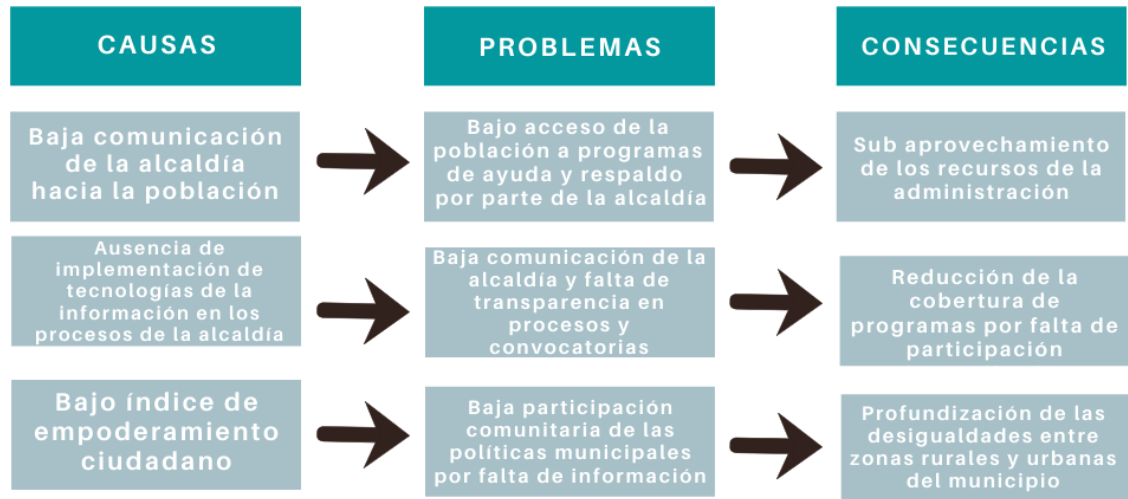 CAUSAS
PROBLEMAS
CONSECUENCIAS
Baja comunicación
de la alcaldía
hacia la población
Bajo acceso de la
población a programas
de ayuda y respaldo
por parte de la alcaldía
Sub aprovechamiento
de los recursos de la
administración
Ausencia de
implementación de
tecnologías de la
información en los
procesos de la alcaldía
Baja comunicación de la
alcaldía y falta de
transparencia en
procesos y
convocatorias
Reducción de la
cobertura de
programas por falta de
participación
Bajo índice de
empoderamiento
ciudadano
Baja participación
comunitaria de las
políticas municipales
por falta de información
Profundización de las
desigualdades entre
zonas rurales y urbanas
del municipio